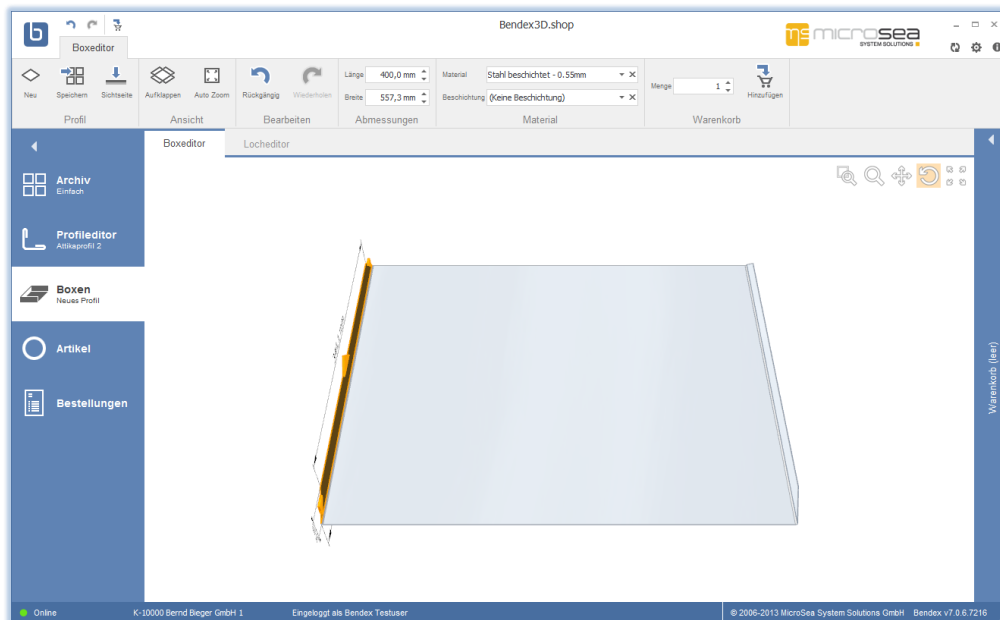 Bendex3D.shop
b
ms microsea
SYSTEM SOLUTIONS
Boxeditor
Neu
Speichern
Sichtseite
Profil
Aufklappen
Auto Zoom
Ansicht
Rückgängig
Wiederholen
Bearbeiten
Länge 400,0 mm
Breite 557,3 mm
Abmessungen
Material Stahl beschichtet - 0.55mm
Beschichtung (Keine Beschichtung)
Material
Menge 1
Hinzufügen
Warenkorb
Boxeditor
Locheditor
Archiv
Einfach
Profileditor
Attikaprofil 2
Boxen
Neues Profil
Artikel
Bestellungen
Warenkorb (leer)
Online
K-10000 Bernd Bieger GmbH 1
Eingeloggt als Bendex Testuser
© 2006-2013 MicroSea System Solutions GmbH
Bendex v7.0.6.7216